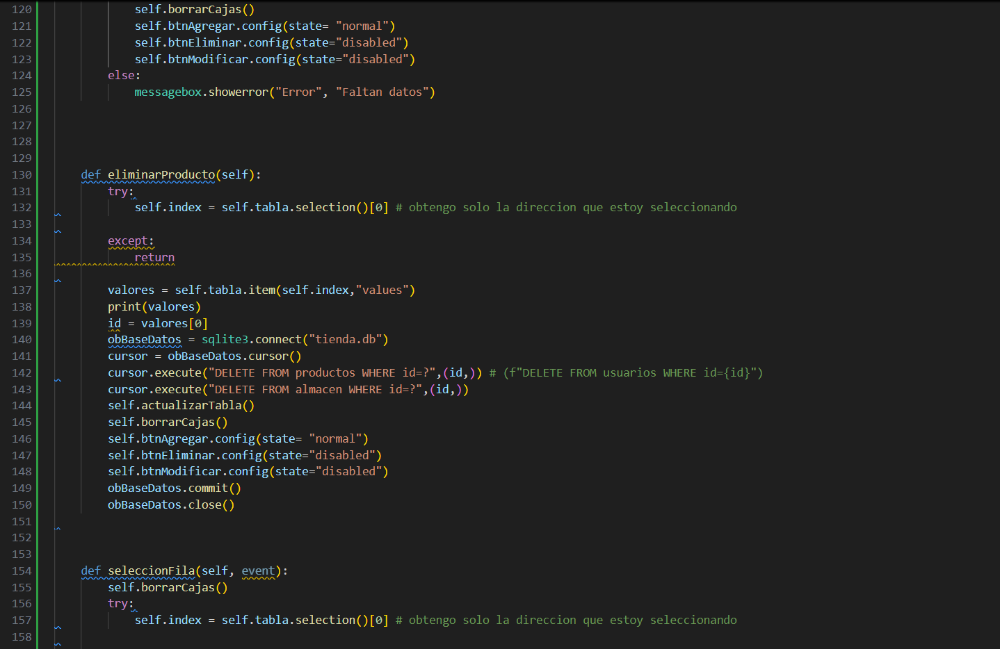 120 self.borrarCajas()
121 self.btnAgregar.config(state= "normal")
122 self.btnEliminar.config(state="disabled")
123 self.btnModificar.config(state="disabled")
124 else:
125 messagebox.showerror("Error", "Faltan datos")
126
127
128
129
130 def eliminarProducto(self):
131 try:
132 self.index = self.tabla.selection()[0] # obtengo solo la direccion que estoy seleccionando
133
134 except:
135 return
136
137 valores = self.tabla.item(self.index,"values")
138 print(valores)
139 id = valores[0]
140 obBaseDatos = sqlite3.connect("tienda.db")
141 cursor = obBaseDatos.cursor()
142 cursor.execute("DELETE FROM productos WHERE id=?",(id,)) # (f"DELETE FROM usuarios WHERE id={id}")
143 cursor.execute("DELETE FROM almacen WHERE id=?",(id,))
144 self.actualizarTabla()
145 self.borrarCajas()
146 self.btnAgregar.config(state= "normal")
147 self.btnEliminar.config(state="disabled")
148 self.btnModificar.config(state="disabled")
149 obBaseDatos.commit()
150 obBaseDatos.close()
151
152
153
154 def seleccionFila(self, event):
155 self.borrarCajas()
156 try:
157 self.index = self.tabla.selection()[0] # obtengo solo la direccion que estoy seleccionando
158